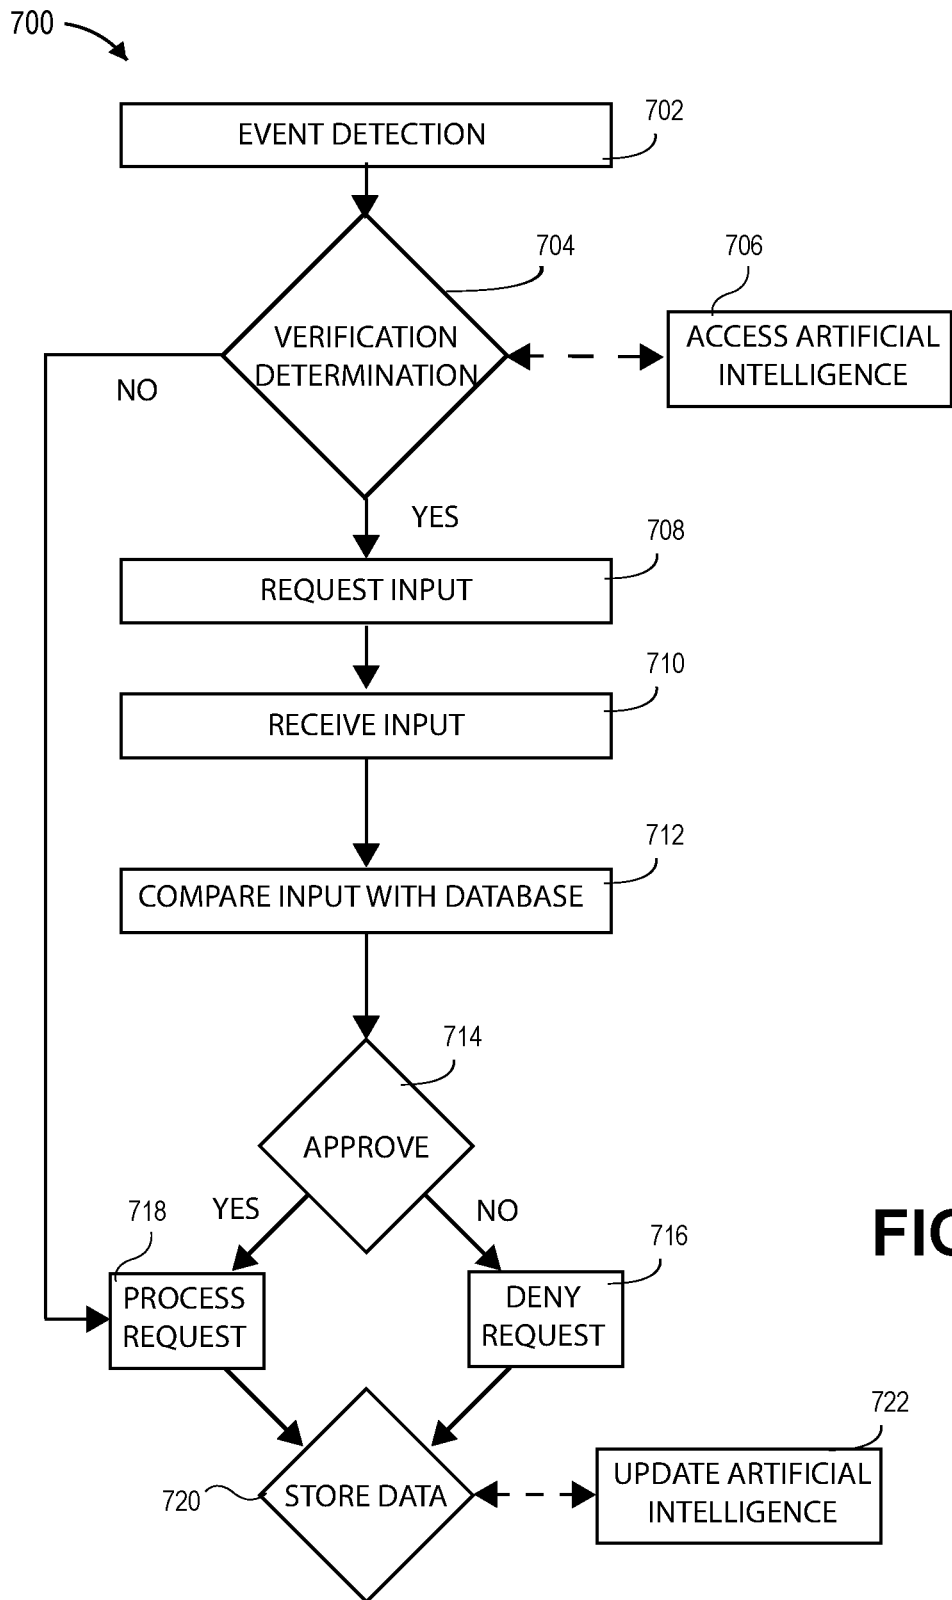 700
EVENT DETECTION
702
704
706
VERIFICATION
DETERMINATION
ACCESS ARTIFICIAL
INTELLIGENCE
NO
YES
708
REQUEST INPUT
710
RECEIVE INPUT
712
COMPARE INPUT WITH DATABASE
714
APPROVE
YES
NO
718
716
FIG
PROCESS
REQUEST
DENY
REQUEST
722
720
STORE DATA
UPDATE ARTIFICIAL
INTELLIGENCE